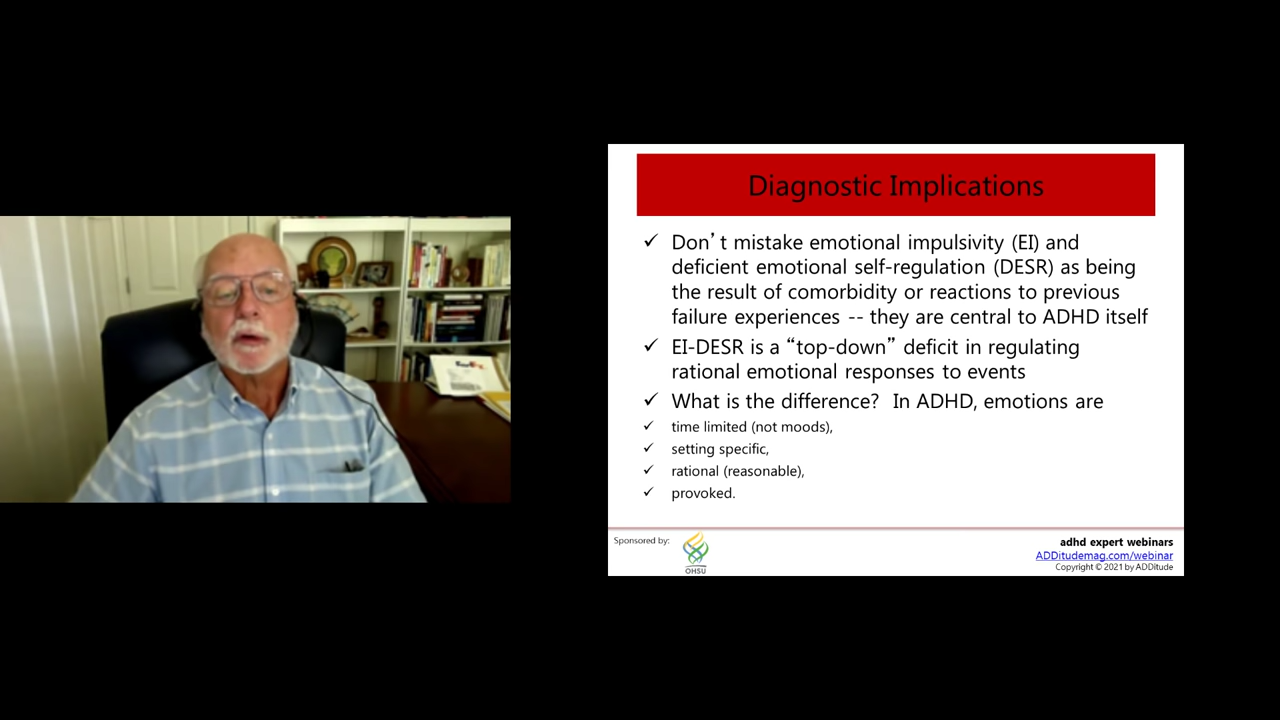 Diagnostic Implications
✓ Don’t mistake emotional impulsivity (EI) and
deficient emotional self-regulation (DESR) as being
the result of comorbidity or reactions to previous
failure experiences -- they are central to ADHD itself
✓ EI-DESR is a “top-down” deficit in regulating
rational emotional responses to events
✓ What is the difference?  In ADHD, emotions are
✓ time limited (not moods),
✓ setting specific,
✓ rational (reasonable),
✓ provoked.
Sponsored by:
OHSU
adhd expert webinars
ADDitudemag.com/webinar
Copyright © 2021 by ADDitude